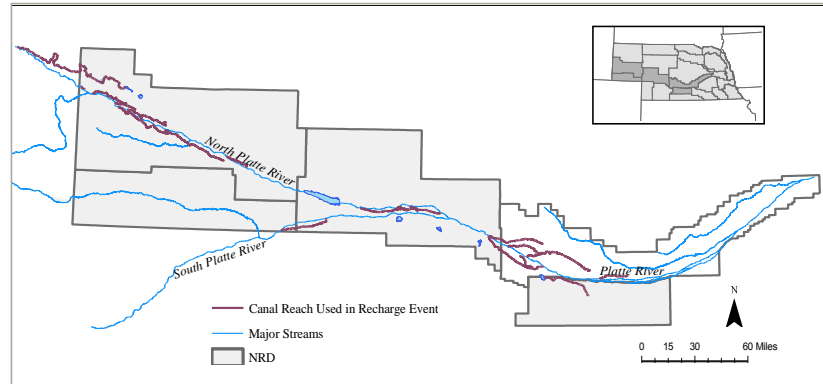 North Platte River
South Platte River
Platte River
Canal Reach Used in Recharge Event
Major Streams
NRD
N
0 15 30 60 Miles